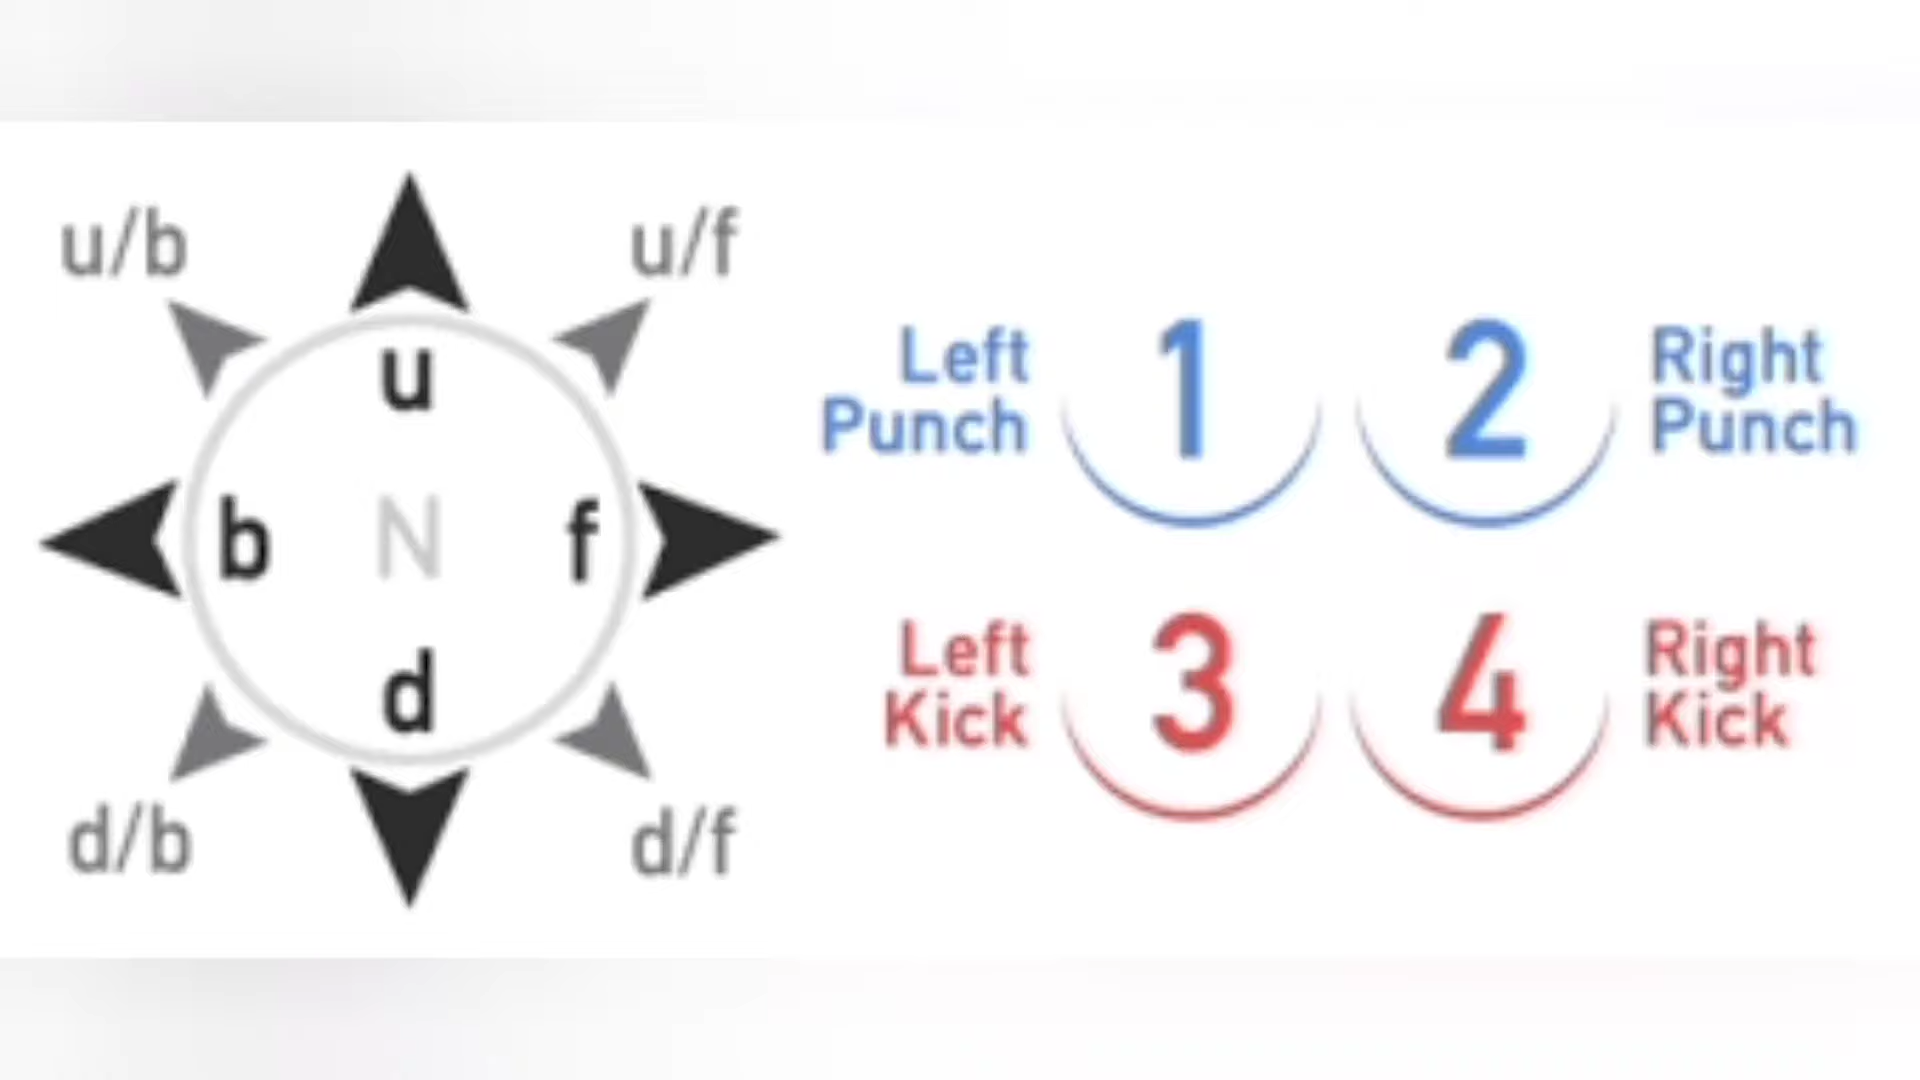 u/b
u/f
u
b
N
f
d
d/b
d/f
Left
Punch
1
2
Right
Punch
Left
Kick
3
4
Right
Kick